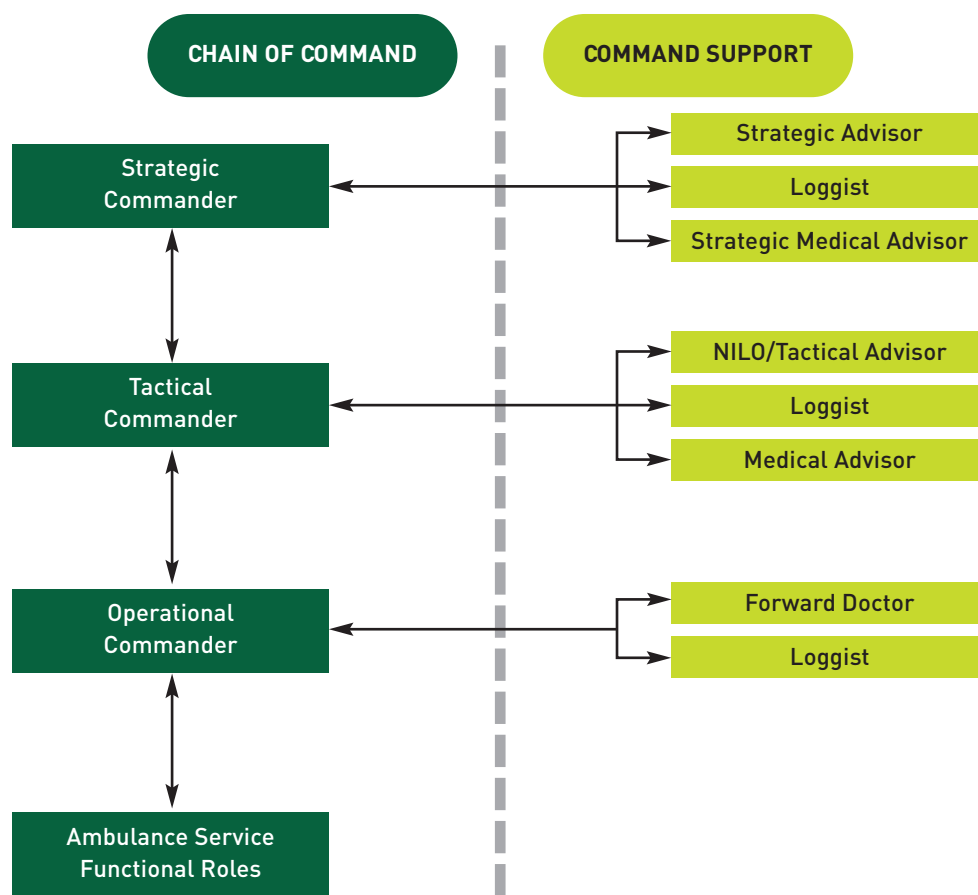 CHAIN OF COMMAND
COMMAND SUPPORT
Strategic
Commander
Strategic Advisor
Loggist
Strategic Medical Advisor
Tactical
Commander
NILO/Tactical Advisor
Loggist
Medical Advisor
Operational
Commander
Forward Doctor
Loggist
Ambulance Service
Functional Roles